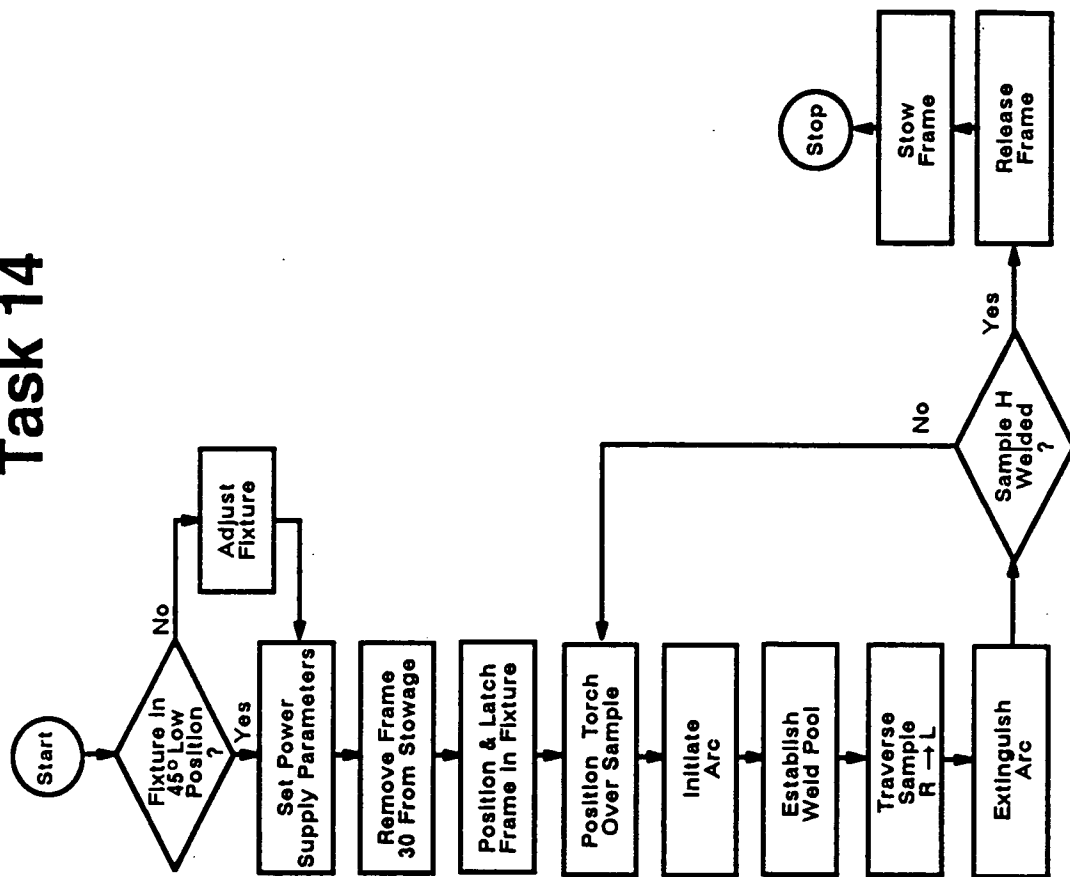 Task 14
Start
Fixture In
45° Low
Position
?
No
Yes
Adjust
Fixture
Set Power
Supply Parameters
Remove Frame
30 From Stowage
Position & Latch
Frame In Fixture
Position Torch
Over Sample
Initiate
Arc
Establish
Weld Pool
Traverse
Sample
R → L
Extinguish
Arc
Sample H
Welded
?
No
Yes
Release
Frame
Stow
Frame
Stop